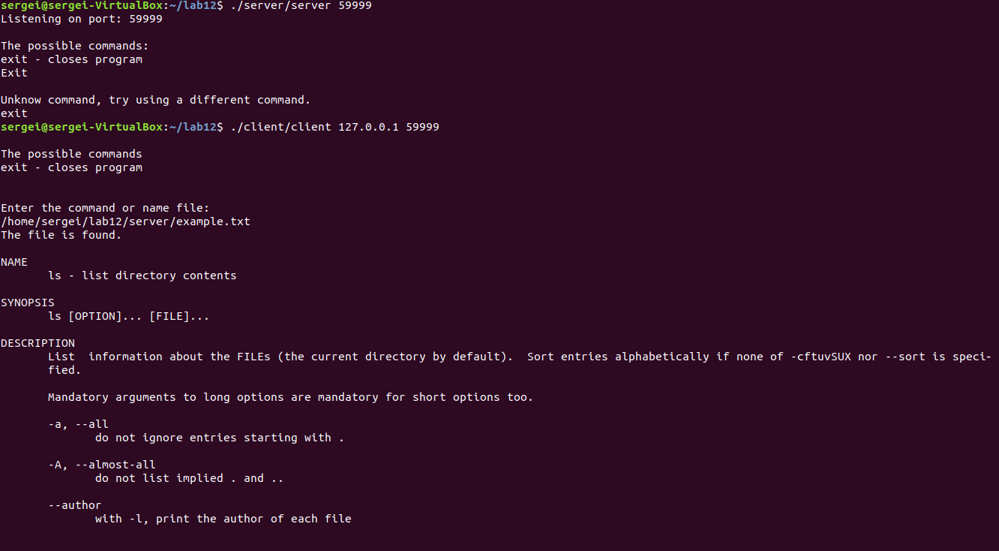 sergei@sergei-VirtualBox:~/lab12$ ./server/server 59999
Listening on port: 59999
The possible commands:
exit - closes program
Exit
Unknow command, try using a different command.
exit
sergei@sergei-VirtualBox:~/lab12$ ./client/client 127.0.0.1 59999
The possible commands
exit - closes program
Enter the command or name file:
/home/sergei/lab12/server/example.txt
The file is found.
NAME
ls - list directory contents
SYNOPSIS
ls [OPTION]... [FILE]...
DESCRIPTION
List  information about the FILEs (the current directory by default).  Sort entries alphabetically if none of -cftuvSUX nor --sort is speci-
fied.
Mandatory arguments to long options are mandatory for short options too.
-a, --all
do not ignore entries starting with .
-A, --almost-all
do not list implied . and ..
--author
with -l, print the author of each file